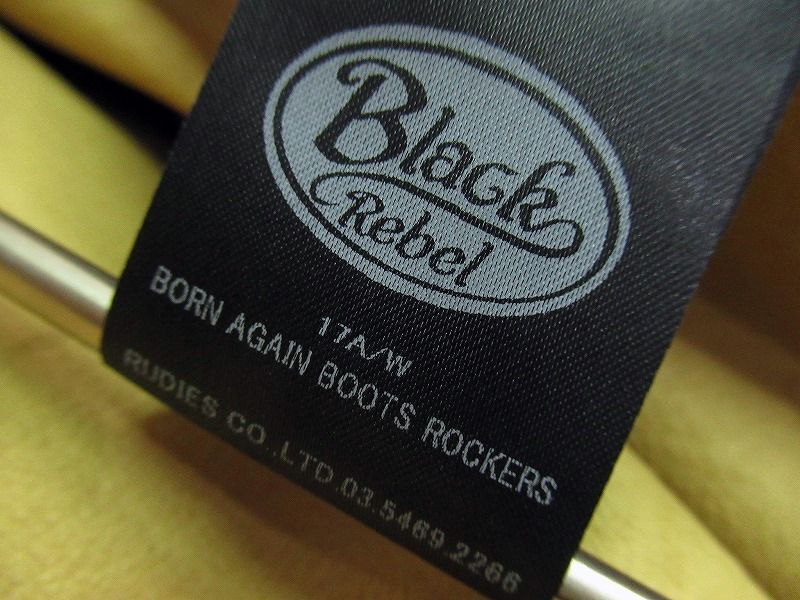 Black
Rebel
17A/W
BORN AGAIN BOOTS ROCKERS
RUDIES CO.,LTD.03.5469.2266